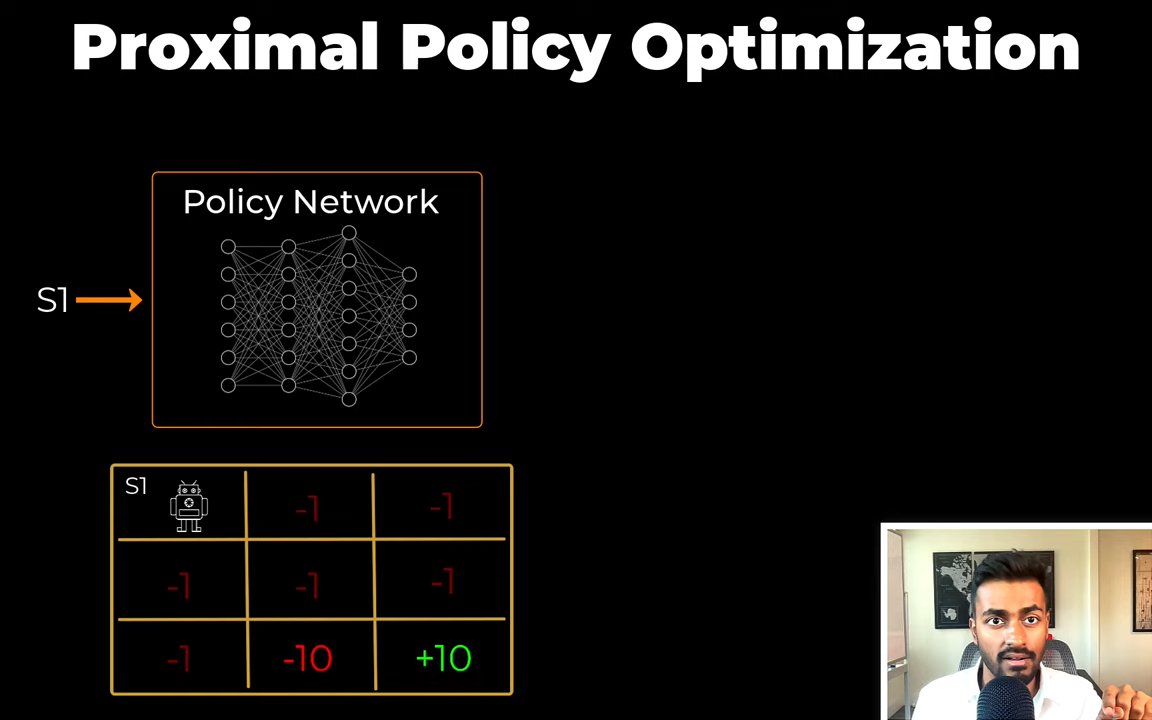 Proximal Policy Optimization
Policy Network
S1
S1 -1 -1
-1 -1 -1
-1 -10 +10